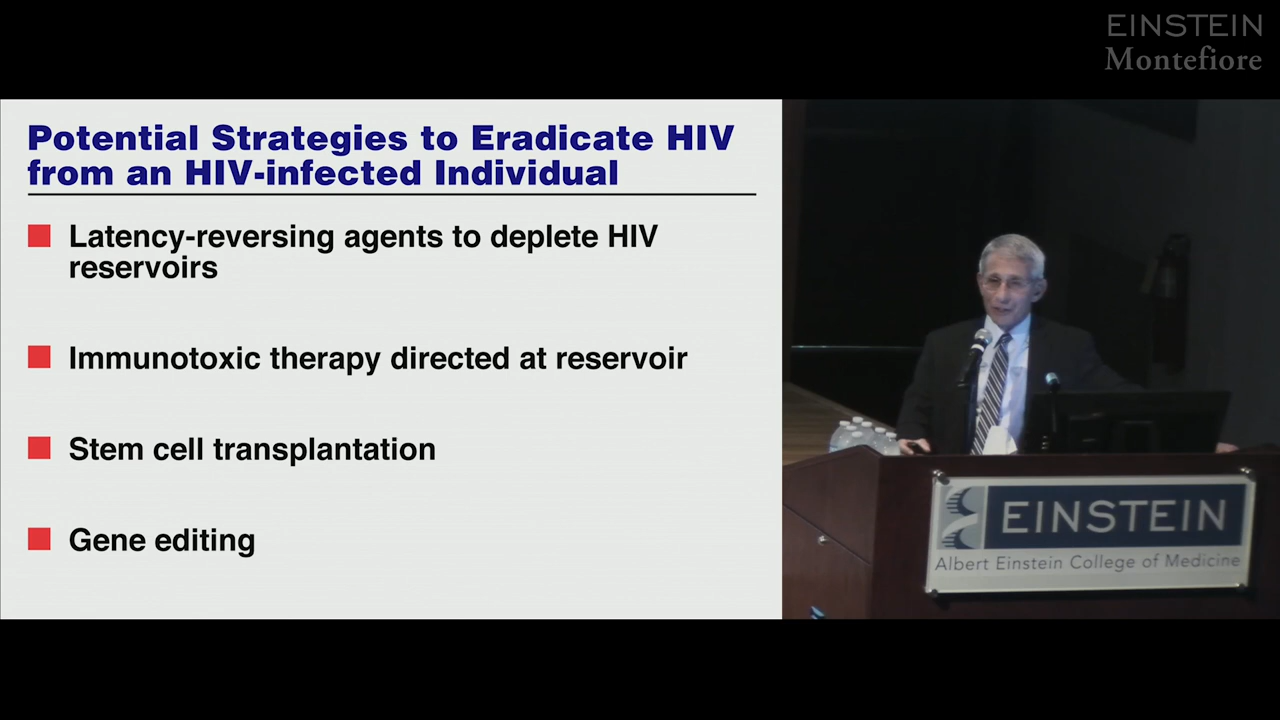 EINSTEIN
Montefiore
Potential Strategies to Eradicate HIV
from an HIV-infected Individual
Latency-reversing agents to deplete HIV
reservoirs
Immunotoxic therapy directed at reservoir
Stem cell transplantation
Gene editing
EINSTEIN
Albert Einstein College of Medicine